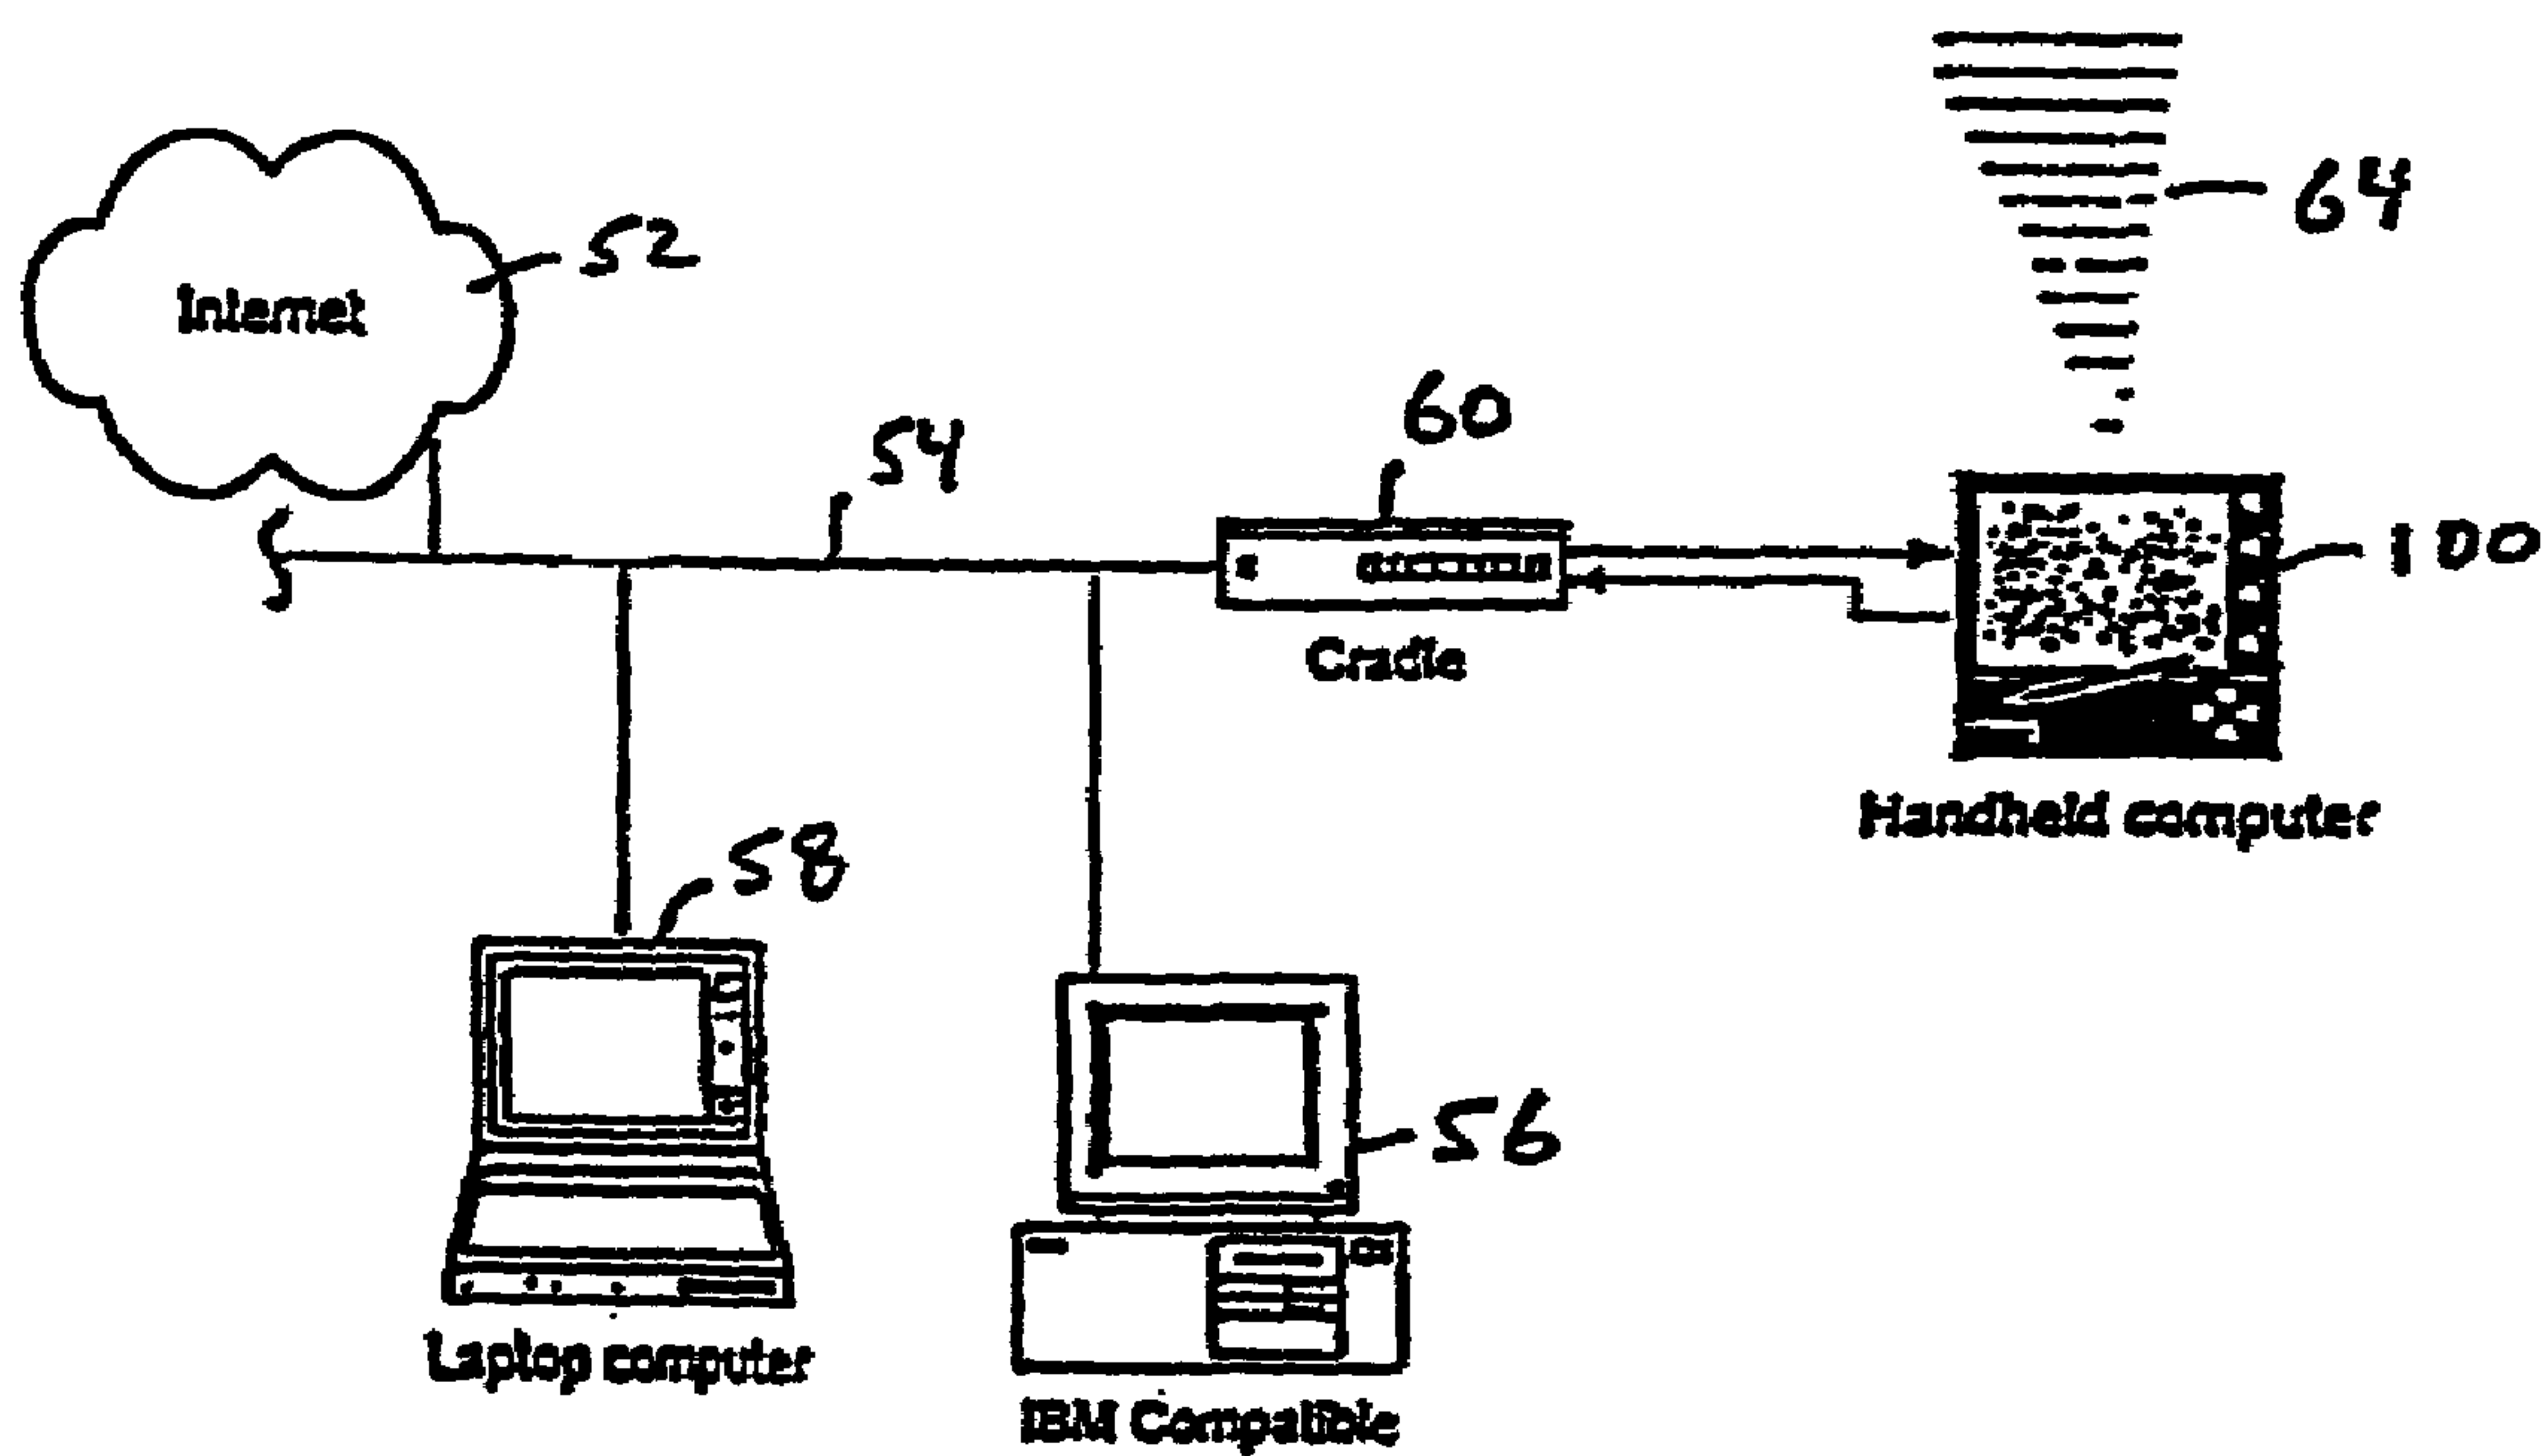 64
52
Internet
60
54
100
Cradle
Handheld computer
58
56
Laptop computer
IBM Compatible